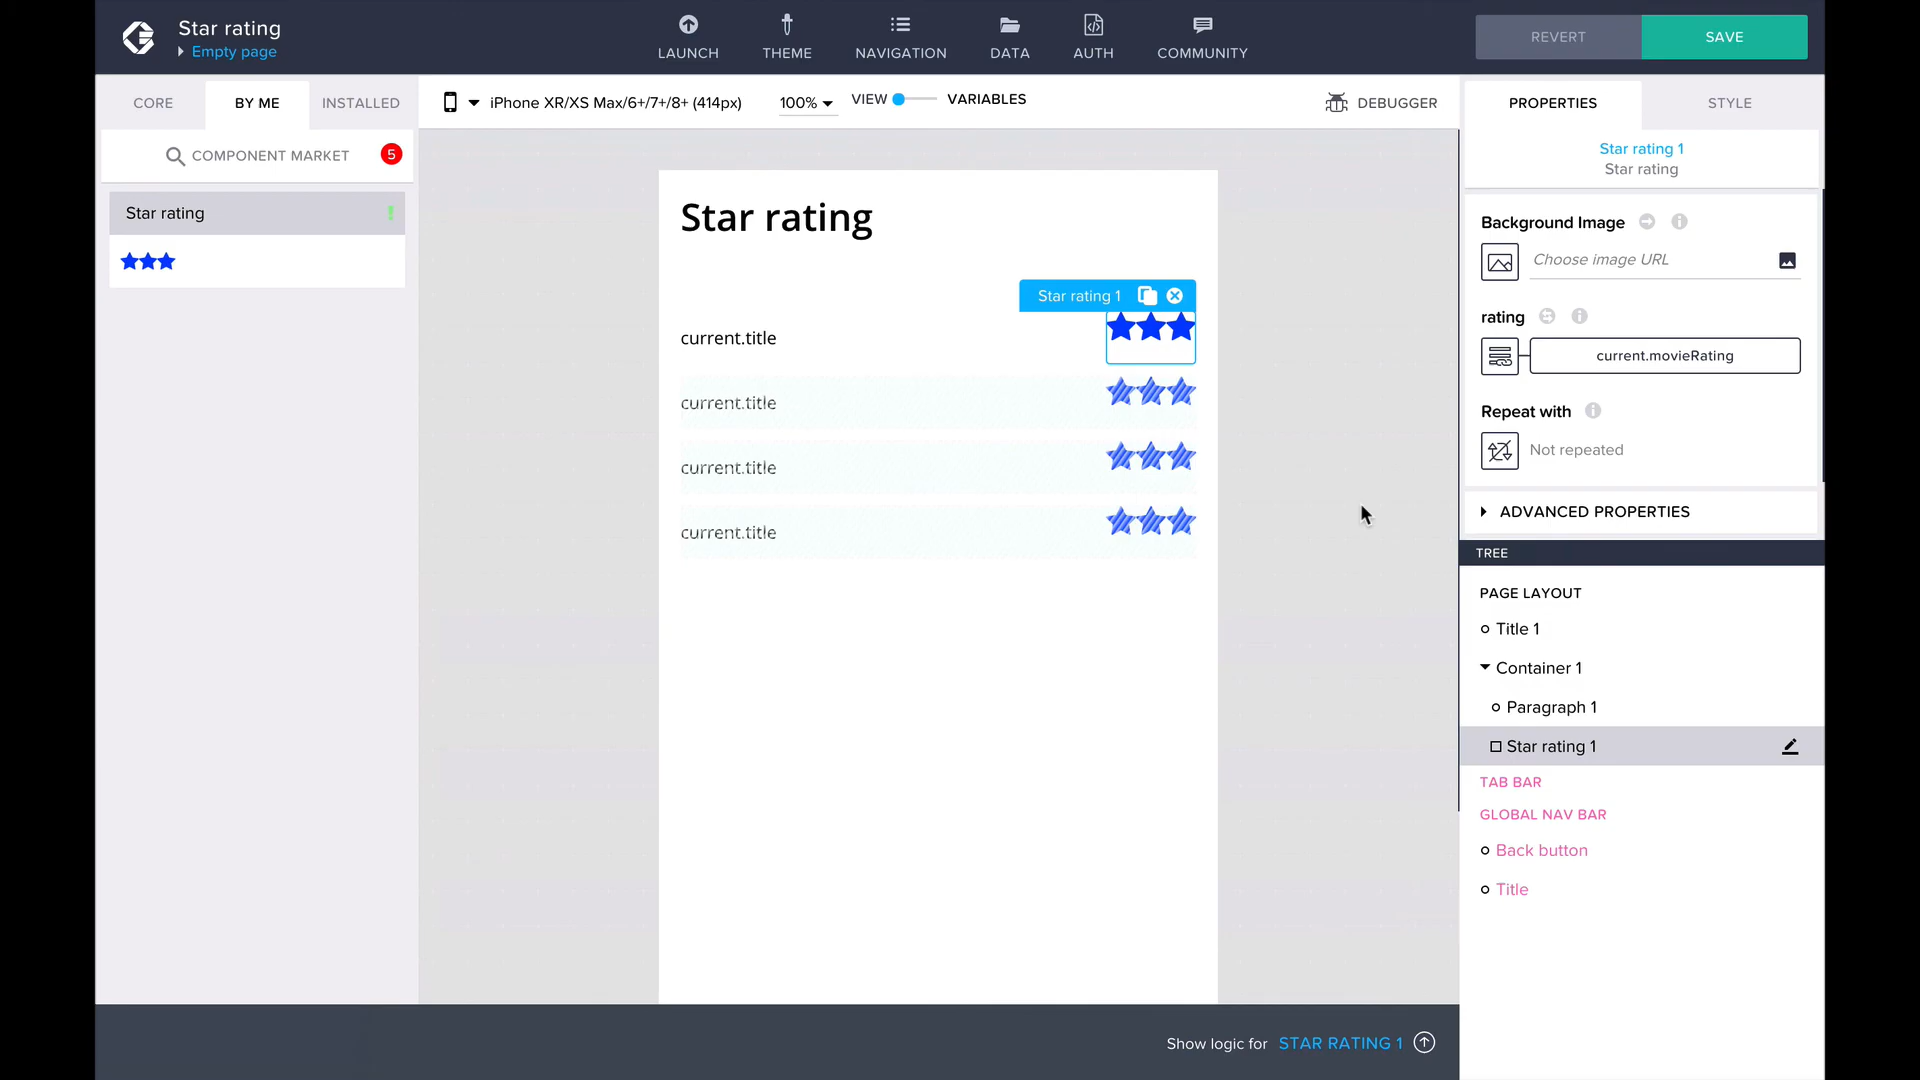 Star rating
Empty page
LAUNCH
THEME
NAVIGATION
DATA
AUTH
COMMUNITY
REVERT
SAVE
CORE
BY ME
INSTALLED
iPhone XR/XS Max/6+/7+/8+ (414px)
100%
VIEW
VARIABLES
DEBUGGER
PROPERTIES
STYLE
COMPONENT MARKET
5
Star rating
Star rating
Star rating 1
current.title
current.title
current.title
current.title
Star rating 1
Star rating
Background Image
Choose image URL
rating
current.movieRating
Repeat with
Not repeated
ADVANCED PROPERTIES
TREE
PAGE LAYOUT
Title 1
Container 1
Paragraph 1
Star rating 1
TAB BAR
GLOBAL NAV BAR
Back button
Title
Show logic for STAR RATING 1